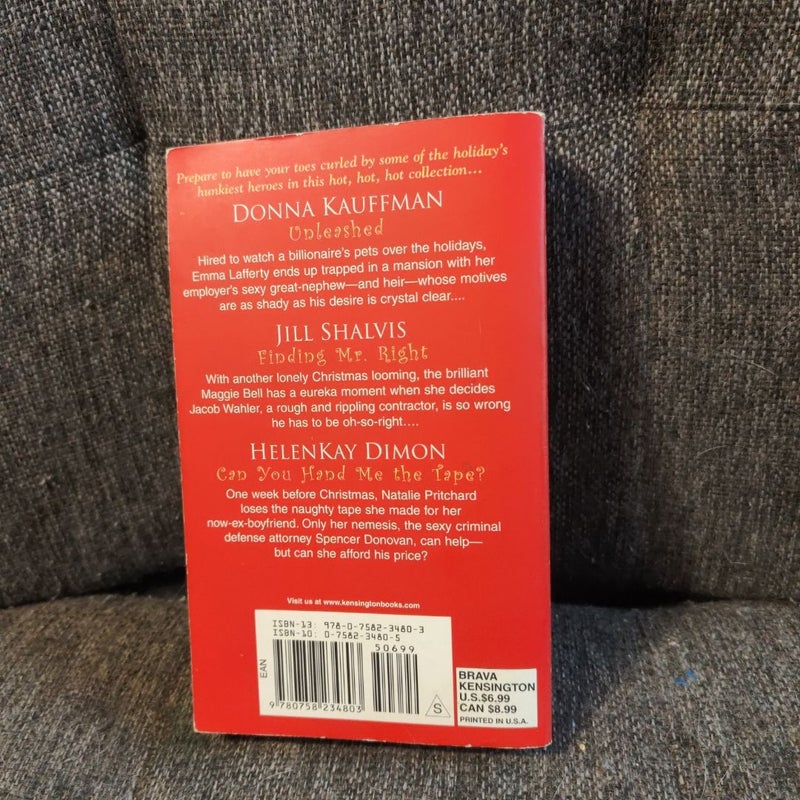 Prepare to have your toes curled by some of the holiday's
hunkiest heroes in this hot, hot, hot collection...
DONNA KAUFFMAN
Unleashed
Hired to watch a billionaire's pets over the holidays,
Emma Lafferty ends up trapped in a mansion with her
employer's sexy great-nephew—and heir—whose motives
are as shady as his desire is crystal clear....
JILL SHALVIS
Finding Mr. Right
With another lonely Christmas looming, the brilliant
Maggie Bell has a eureka moment when she decides
Jacob Wahler, a rough and rippling contractor, is so wrong
he has to be oh-so-right....
HELENKAY DIMON
Can You Hand Me the Tape?
One week before Christmas, Natalie Pritchard
loses the naughty tape she made for her
now-ex-boyfriend. Only her nemesis, the sexy criminal
defense attorney Spencer Donovan, can help—
but can she afford his price?
Visit us at www.kensingtonbooks.com
ISBN-13: 978-0-7582-3480-3
ISBN-10: 0-7582-3480-5
50699
EAN
9 780758 234803
S
BRAVA
KENSINGTON
U.S.$6.99
CAN $8.99
PRINTED IN U.S.A.